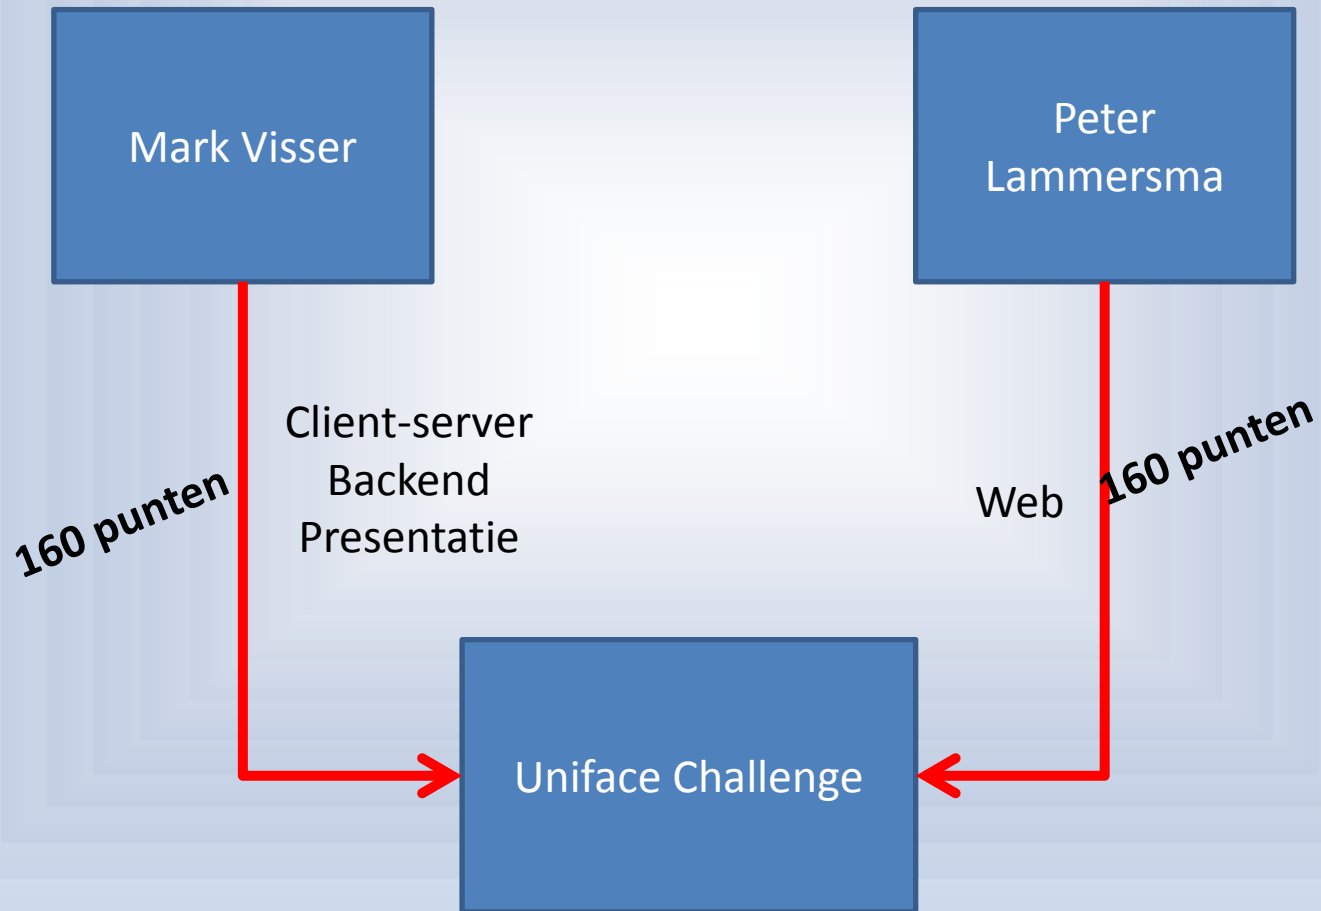 Mark Visser
Peter
Lammersma
Client-server
Backend
Presentatie
160 punten
Web
160 punten
Uniface Challenge